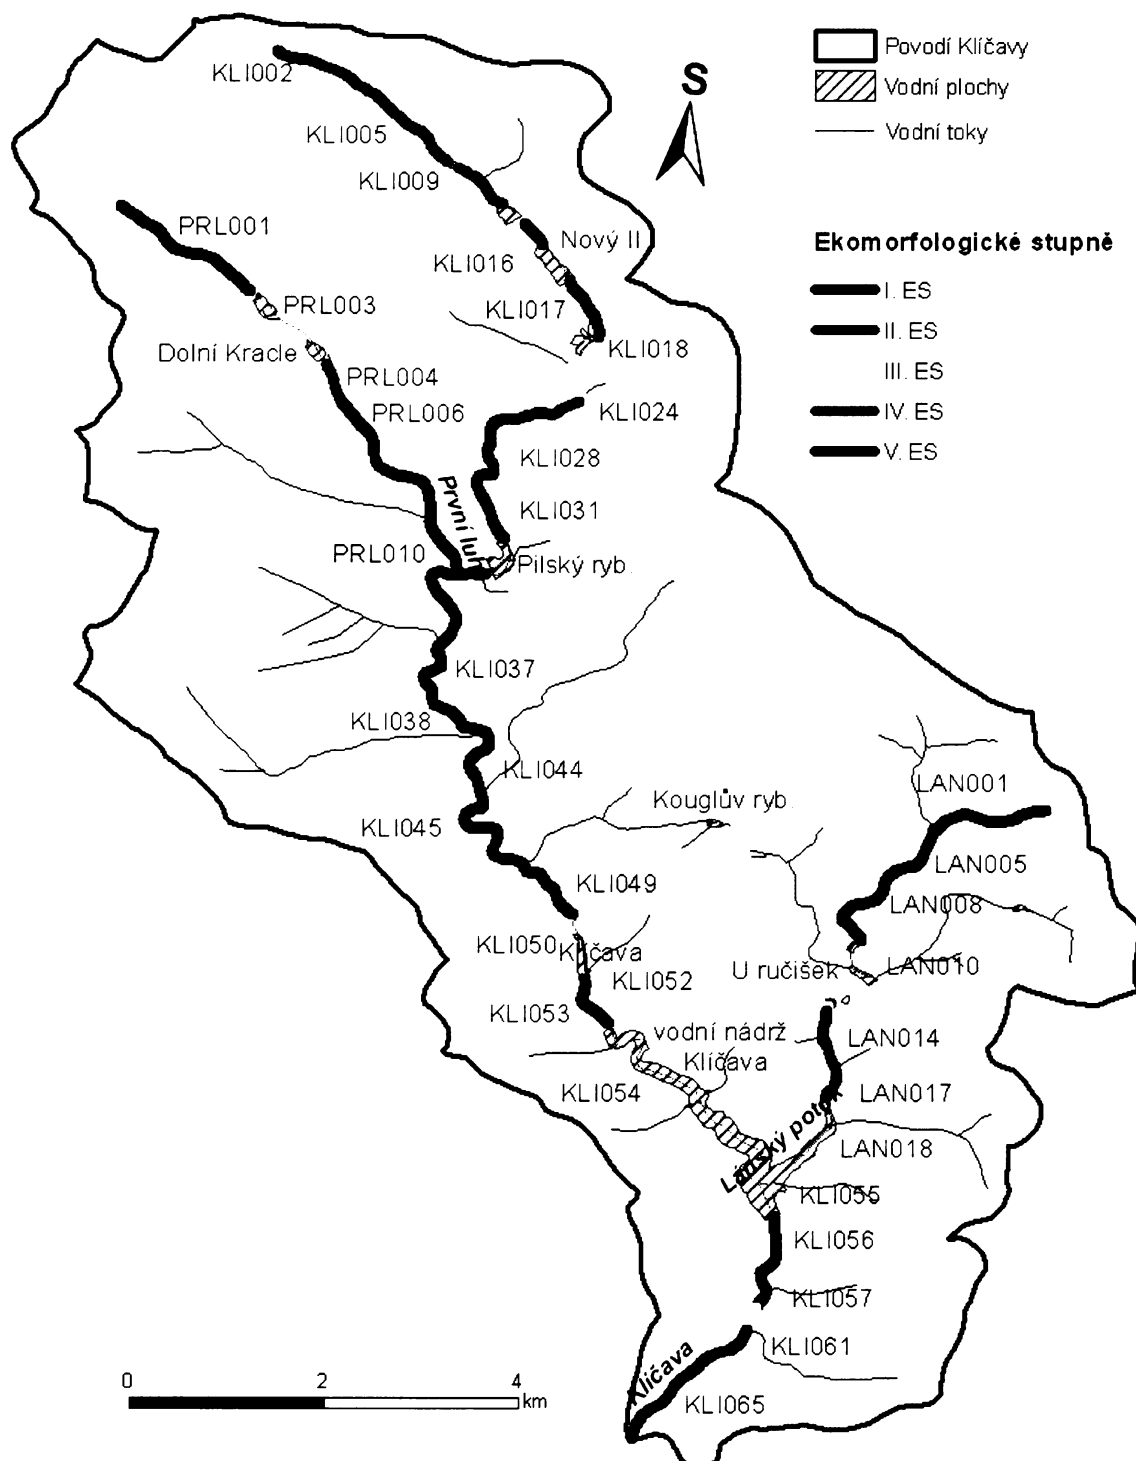 Povodí Klíčavy
Vodní plochy
Vodní toky
S
Ekomorfologické stupně
I. ES
II. ES
III. ES
IV. ES
V. ES
KLI002
KLI005
KLI009
PRL001
Nový II
KLI016
PRL003
KLI017
Dolní Kracle
KLI018
PRL004
PRL006
KLI024
KLI028
První luh
KLI031
PRL010
Pilský ryb.
KLI037
KLI038
KLI044
LAN001
Kouglův ryb.
KLI045
LAN005
KLI049
LAN008
KLI050
Klíčava
U ručišek
LAN010
KLI052
KLI053
vodní nádrž
Klíčava
LAN014
KLI054
LAN017
Lánský potok
LAN018
KLI055
KLI056
KLI057
KLI061
Klíčava
KLI065
0 2 4
km